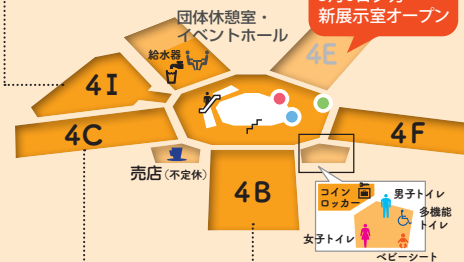 新展示室オープン
団体休憩室・
イベントホール
給水器
4E
4I
4C
4F
売店(不定休)
4B
コイン
ロッカー
男子トイレ
多機能
トイレ
女子トイレ
ベビーシート